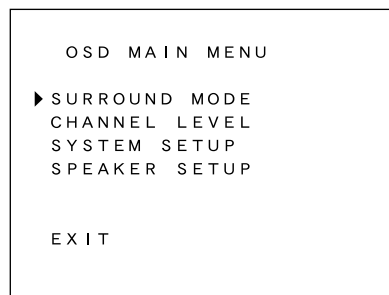 OSD MAIN MENU
SURROUND MODE
CHANNEL LEVEL
SYSTEM SETUP
SPEAKER SETUP
EXIT